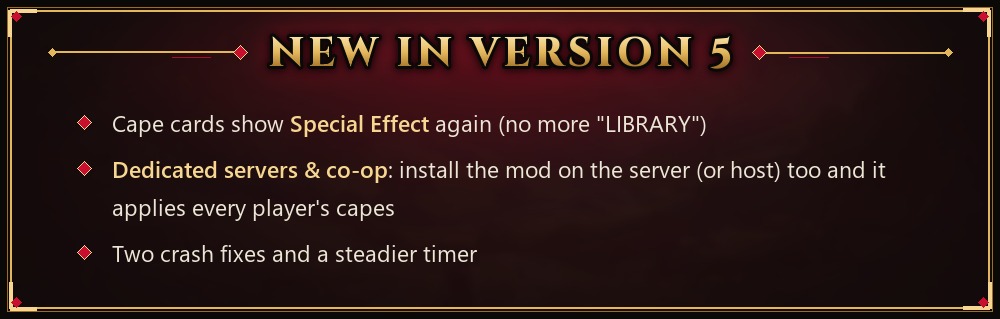 NEW IN VERSION 5
Cape cards show Special Effect again (no more "LIBRARY")
Dedicated servers & co-op: install the mod on the server (or host) too and it
applies every player's capes
Two crash fixes and a steadier timer